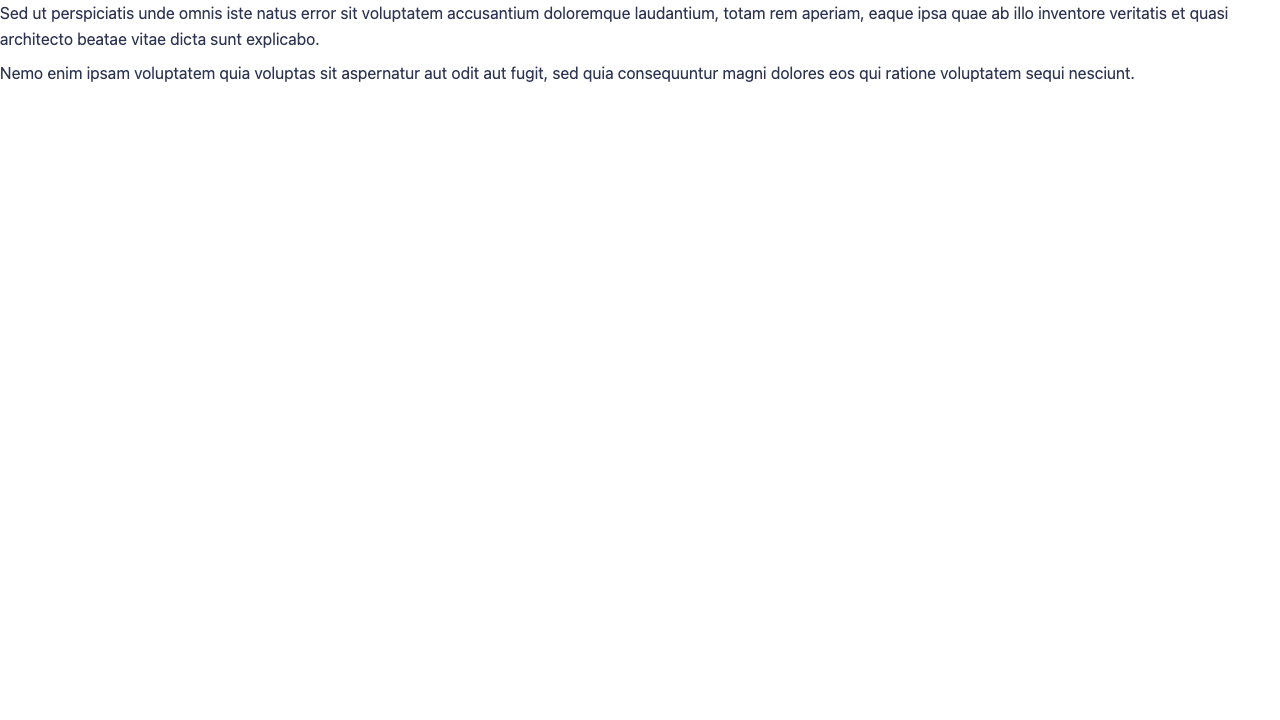 Sed ut perspiciatis unde omnis iste natus error sit voluptatem accusantium doloremque laudantium, totam rem aperiam, eaque ipsa quae ab illo inventore veritatis et quasi
architecto beatae vitae dicta sunt explicabo.
Nemo enim ipsam voluptatem quia voluptas sit aspernatur aut odit aut fugit, sed quia consequuntur magni dolores eos qui ratione voluptatem sequi nesciunt.